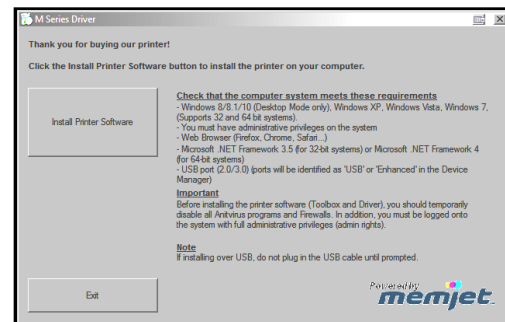 M Series Driver
Thank you for buying our printer!
Click the Install Printer Software button to install the printer on your computer.
Install Printer Software
Check that the computer system meets these requirements
- Windows 8/8.1/10 (Desktop Mode only), Windows XP, Windows Vista, Windows 7,
(Supports 32 and 64 bit systems).
- You must have administrative privileges on the system
- Web Browser (Firefox, Chrome, Safari...)
- Microsoft .NET Framework 3.5 (for 32-bit systems) or Microsoft .NET Framework 4
(for 64-bit systems)
- USB port (2.0/3.0) (ports will be identified as 'USB' or 'Enhanced' in the Device
Manager)
Important
Before installing the printer software (Toolbox and Driver), you should temporarily
disable all Anitvirus programs and Firewalls. In addition, you must be logged onto
the system with full administrative privileges (admin rights).
Note
If installing over USB, do not plug in the USB cable until prompted.
Exit
Powered by
memjet.